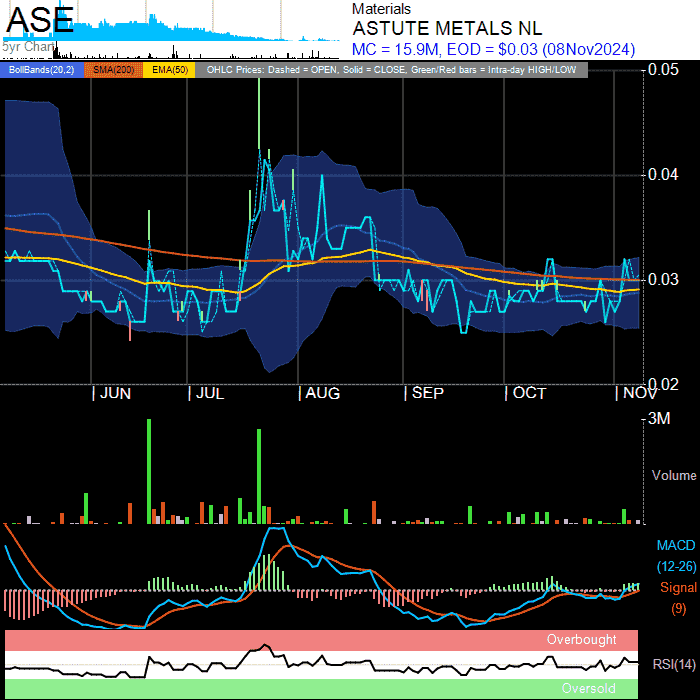 ASE
5yr Chart
Materials
ASTUTE METALS NL
MC = 15.9M, EOD = $0.03 (08Nov2024)
BollBands(20,2) SMA(200) EMA(50) OHLC Prices: Dashed = OPEN, Solid = CLOSE, Green/Red bars = Intra-day HIGH/LOW
0.05
0.04
0.03
0.02
JUN JUL AUG SEP OCT NOV
3M
Volume
MACD
(12-26)
Signal
(9)
Overbought
RSI(14)
Oversold